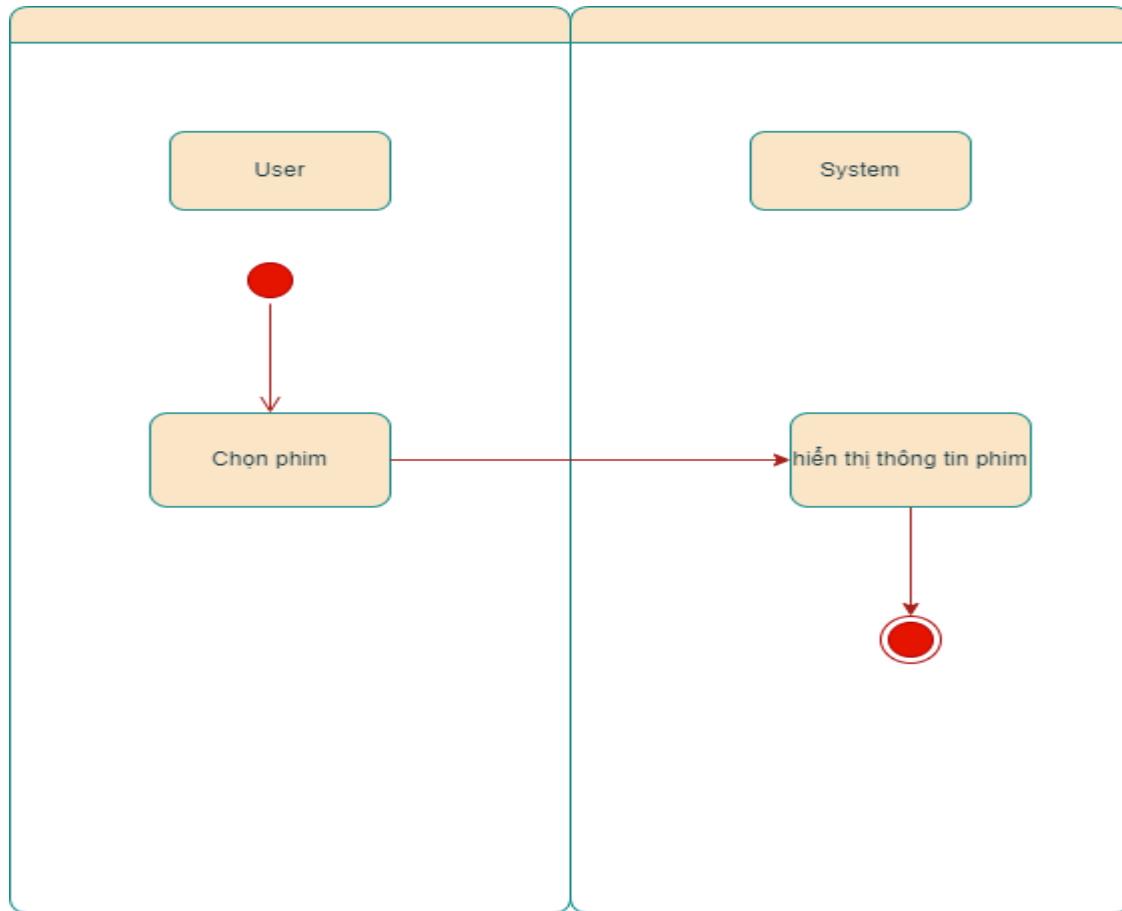 User
System
Chọn phim
hiển thị thông tin phim